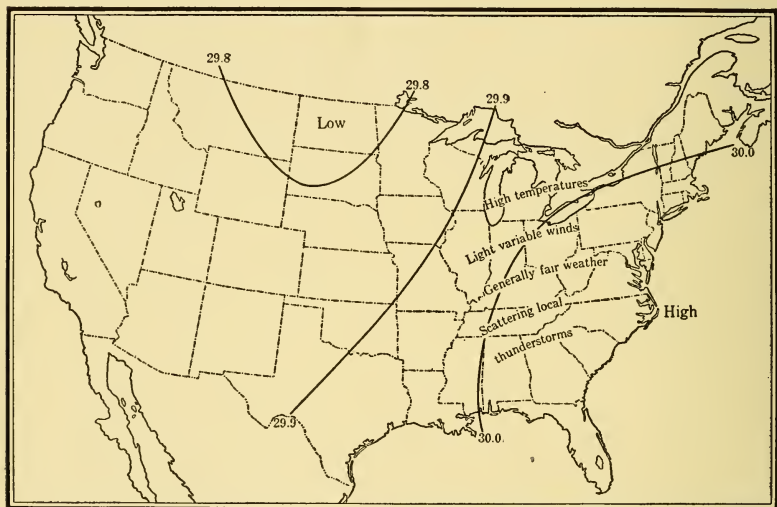 29.8
29.8
29.9
Low
30.0
High temperatures
Light variable winds
Generally fair weather
Scattering local
High
thunderstorms
29.9
30.0